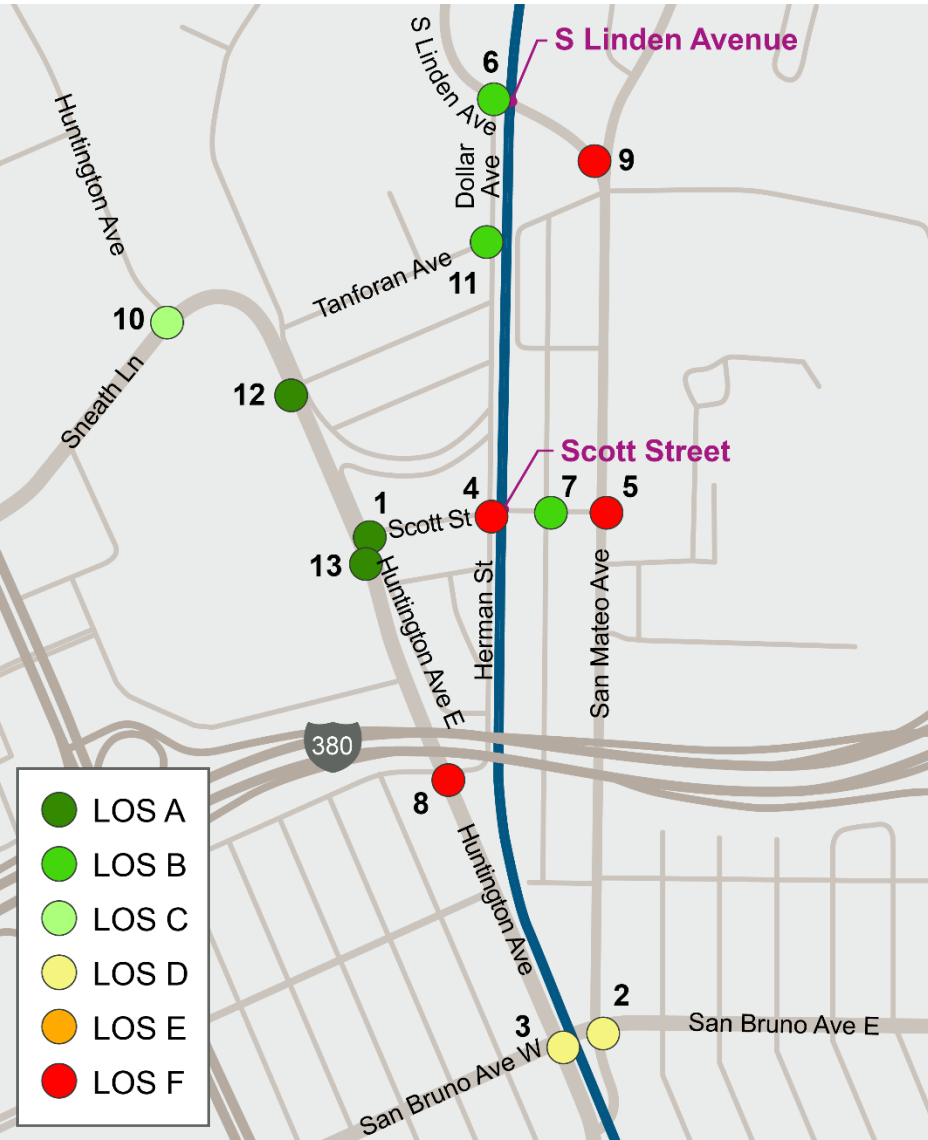 S Linden Avenue
S Linden Ave
6
9
Huntington Ave
Dollar
Ave
Tanforan Ave
11
10
Sneath Ln
12
Scott Street
4
7
5
1
Scott St
13
Huntington Ave E
Herman St
San Mateo Ave
380
8
Huntington Ave
LOS A
LOS B
LOS C
LOS D
LOS E
LOS F
2
3
San Bruno Ave E
San Bruno Ave W